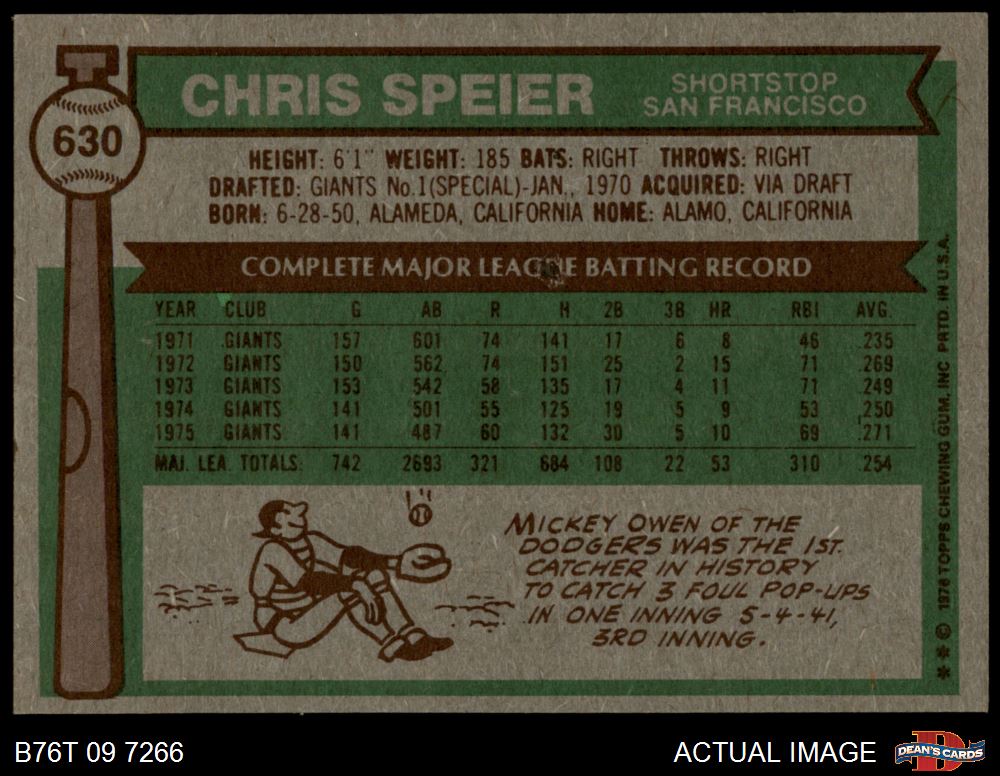 630
CHRIS SPEIER
SHORTSTOP
SAN FRANCISCO
HEIGHT: 6'1" WEIGHT: 185 BATS: RIGHT THROWS: RIGHT
DRAFTED: GIANTS No.1(SPECIAL)-JAN., 1970 ACQUIRED: VIA DRAFT
BORN: 6-28-50, ALAMEDA, CALIFORNIA HOME: ALAMO, CALIFORNIA
COMPLETE MAJOR LEAGUE BATTING RECORD
YEAR CLUB G AB R H 2B 3B HR RBI AVG.
1971 GIANTS 157 601 74 141 17 6 8 46 .235
1972 GIANTS 150 562 74 151 25 2 15 71 .269
1973 GIANTS 153 542 58 135 17 4 11 71 .249
1974 GIANTS 141 501 55 125 19 5 9 53 .250
1975 GIANTS 141 487 60 132 30 5 10 69 .271
MAJ. LEA. TOTALS 742 2693 321 684 108 22 53 310 .254
MICKEY OWEN OF THE
DODGERS WAS THE 1ST.
CATCHER IN HISTORY
TO CATCH 3 FOUL POP-UPS
IN ONE INNING 5-4-41,
3RD INNING.
** © 1976 TOPPS CHEWING GUM, INC PRTD. IN U.S.A.
B76T 09 7266
ACTUAL IMAGE
D
DEAN'S CARDS